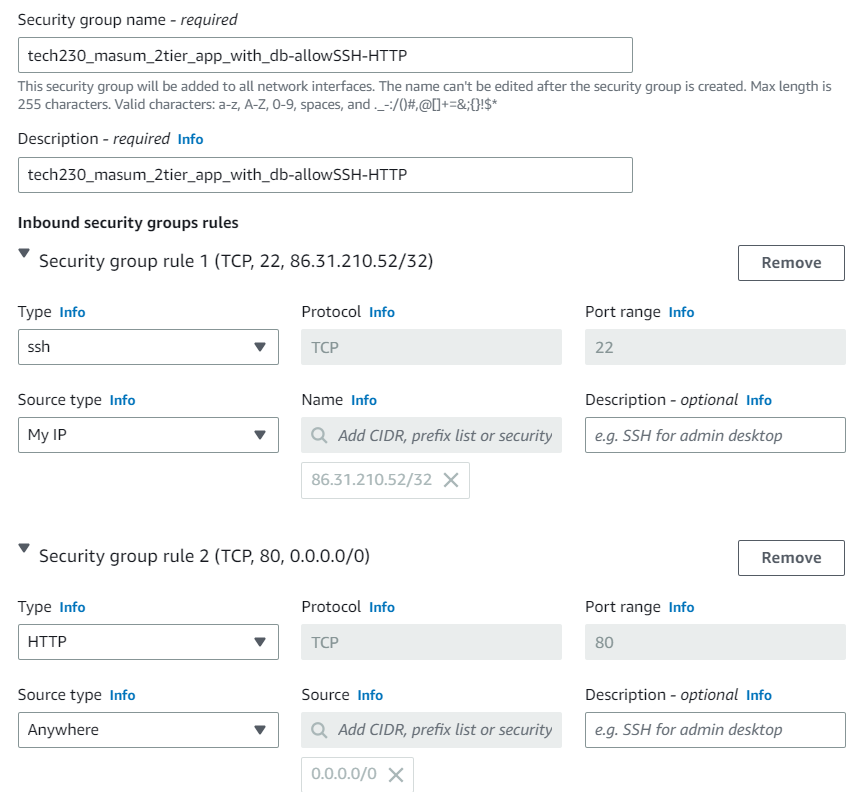 Security group name - required
tech230_masum_2tier_app_with_db-allowSSH-HTTP
This security group will be added to all network interfaces. The name can't be edited after the security group is created. Max length is
255 characters. Valid characters: a-z, A-Z, 0-9, spaces, and ._-:/()#,@[]+=&;{}!$*
Description - required Info
tech230_masum_2tier_app_with_db-allowSSH-HTTP
Inbound security groups rules
Security group rule 1 (TCP, 22, 86.31.210.52/32)
Remove
Type Info Protocol Info Port range Info
ssh TCP 22
Source type Info Name Info Description - optional Info
My IP Add CIDR, prefix list or security e.g. SSH for admin desktop
86.31.210.52/32
Security group rule 2 (TCP, 80, 0.0.0.0/0)
Remove
Type Info Protocol Info Port range Info
HTTP TCP 80
Source type Info Source Info Description - optional Info
Anywhere Add CIDR, prefix list or security e.g. SSH for admin desktop
0.0.0.0/0